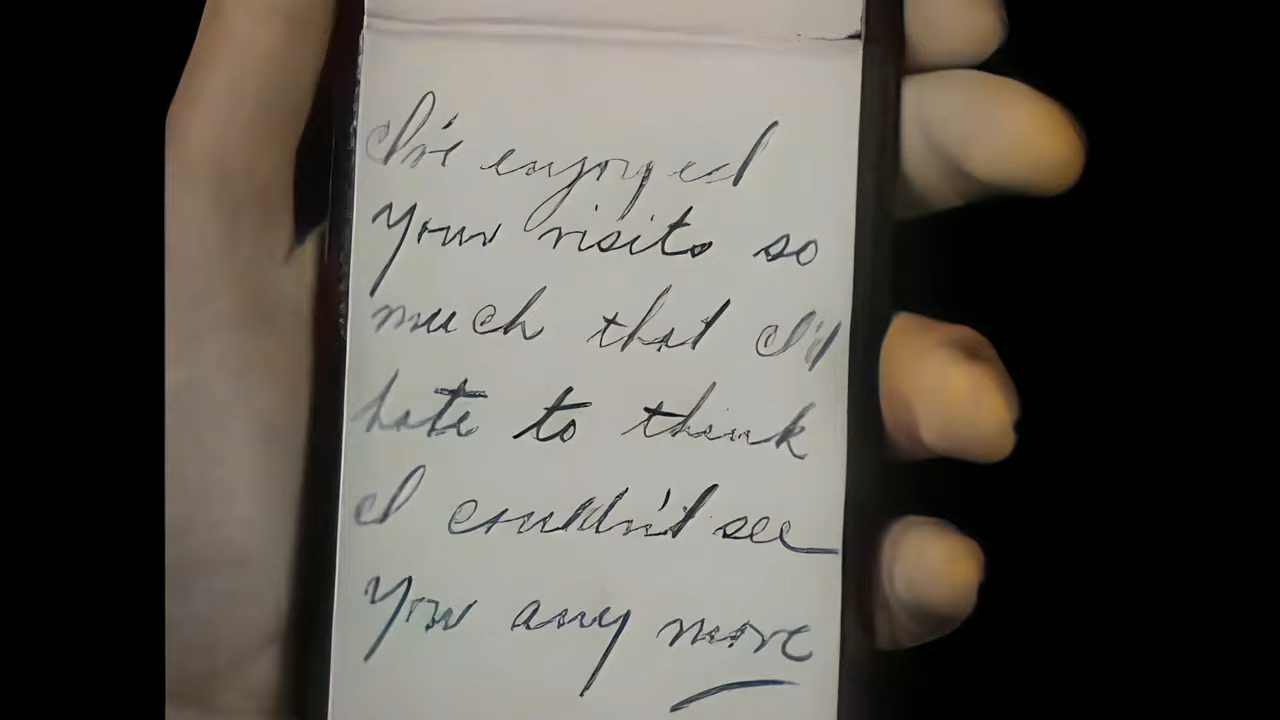 I've enjoyed
your visits so
much that I'd
hate to think
I couldn't see
you any more